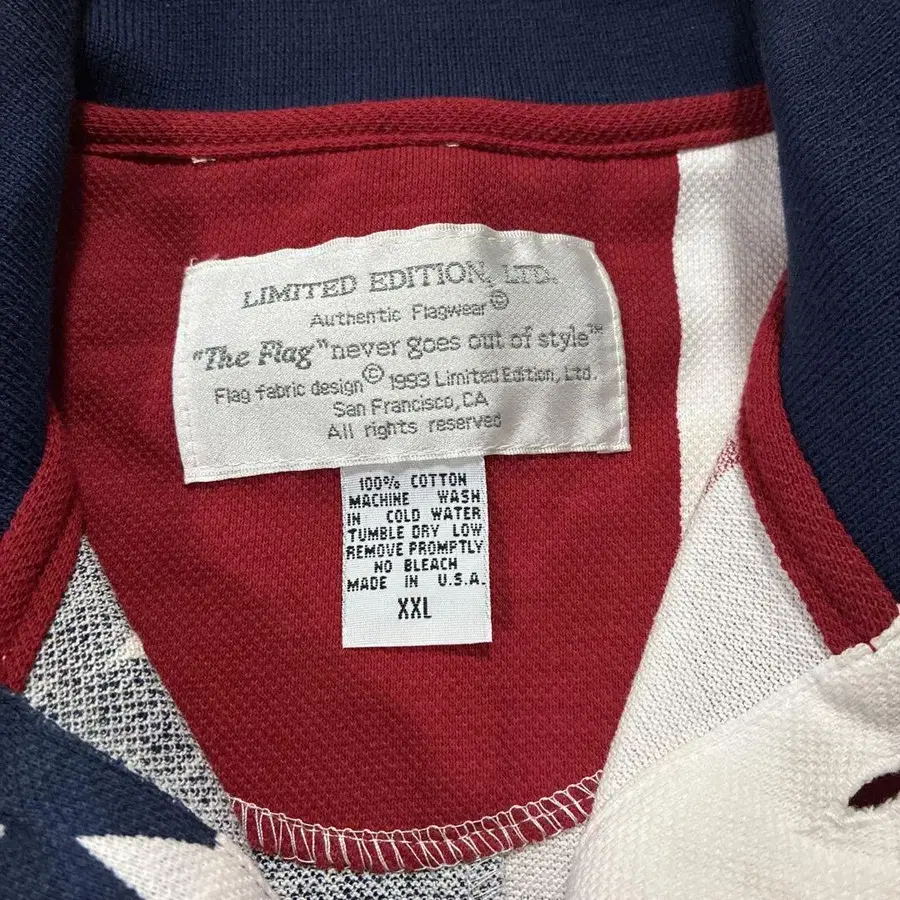 LIMITED EDITION, LTD.
Authentic Flagwear©
"The Flag" never goes out of style™
Flag fabric design © 1993 Limited Edition, Ltd.
San Francisco, CA
All rights reserved
100% COTTON
MACHINE WASH
IN COLD WATER
TUMBLE DRY LOW
REMOVE PROMPTLY
NO BLEACH
MADE IN U.S.A.
XXL